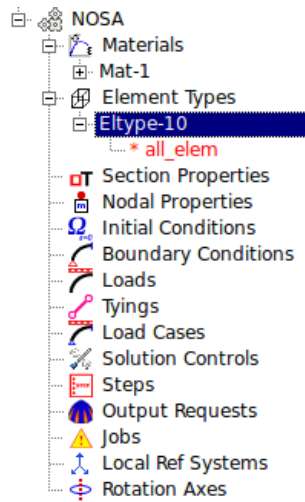 NOSA
Materials
Mat-1
Element Types
Eltype-10
* all_elem
Section Properties
Nodal Properties
Initial Conditions
Boundary Conditions
Loads
Tyings
Load Cases
Solution Controls
Steps
Output Requests
Jobs
Local Ref Systems
Rotation Axes